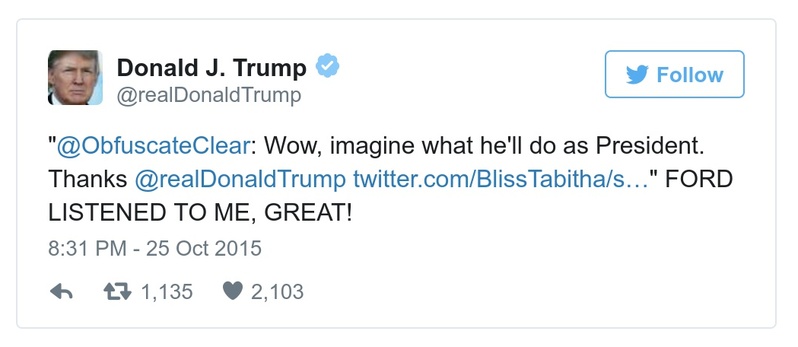 Donald J. Trump
@realDonaldTrump
Follow
"@ObfuscateClear: Wow, imagine what he'll do as President.
Thanks @realDonaldTrump twitter.com/BlissTabitha/s…" FORD
LISTENED TO ME, GREAT!
8:31 PM - 25 Oct 2015
1,135 2,103